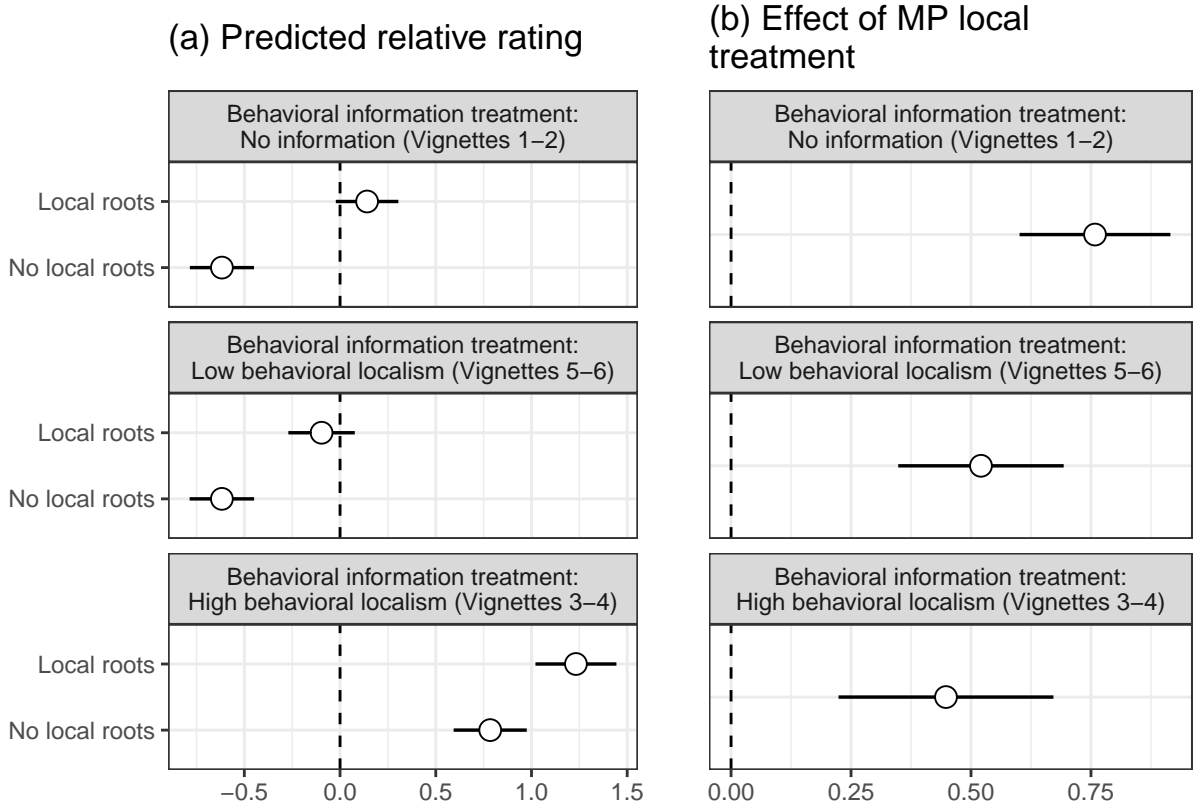 (a) Predicted relative rating
Behavioral information treatment:
No information (Vignettes 1−2)
Local roots
No local roots
Behavioral information treatment:
Low behavioral localism (Vignettes 5−6)
Local roots
No local roots
Behavioral information treatment:
High behavioral localism (Vignettes 3−4)
Local roots
No local roots
−0.5 0.0 0.5 1.0 1.5
(b) Effect of MP local
treatment
Behavioral information treatment:
No information (Vignettes 1−2)
Behavioral information treatment:
Low behavioral localism (Vignettes 5−6)
Behavioral information treatment:
High behavioral localism (Vignettes 3−4)
0.00 0.25 0.50 0.75